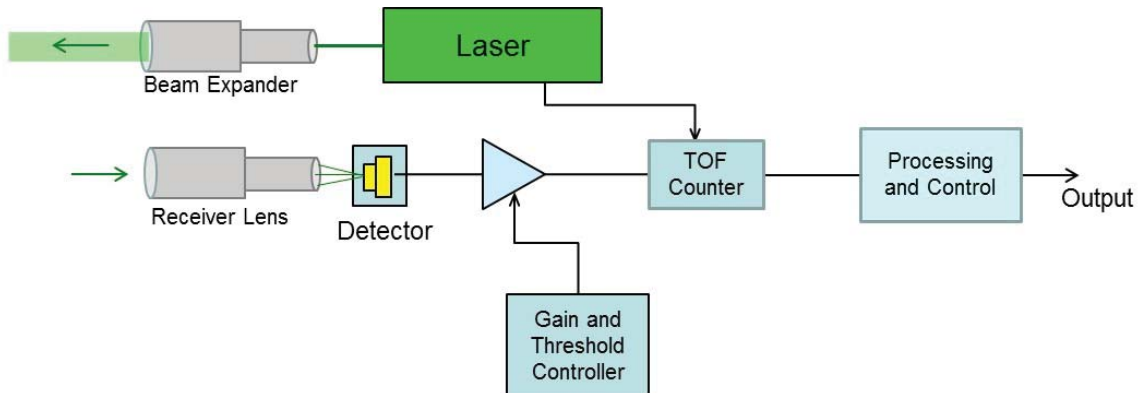 Laser
Beam Expander
TOF
Counter
Processing
and Control
Output
Receiver Lens
Detector
Gain and
Threshold
Controller